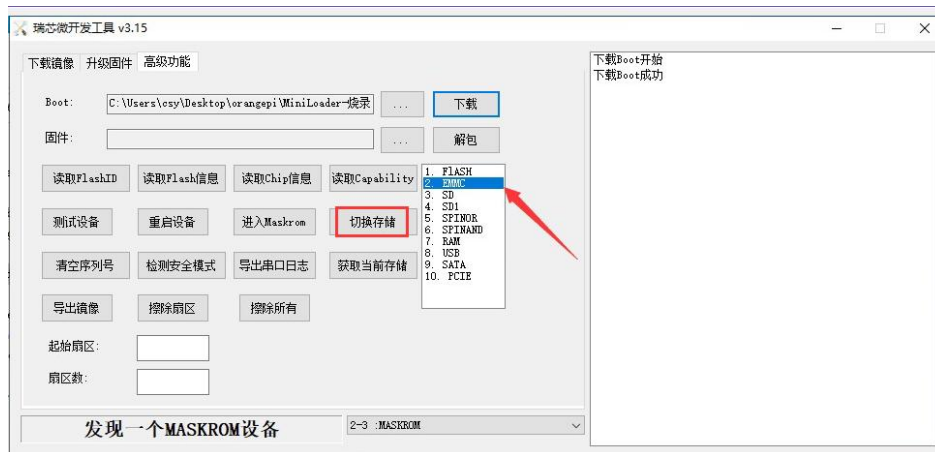 瑞芯微开发工具 v3.15
下载镜像 升级固件 高级功能
Boot: C:\Users\csy\Desktop\orangepi\MiniLoader-烧录 ... 下载
固件: ... 解包
读取FlashID 读取Flash信息 读取Chip信息 读取Capability
测试设备 重启设备 进入Maskrom 切换存储
清空序列号 检测安全模式 导出串口日志 获取当前存储
导出镜像 擦除扇区 擦除所有
1. FlASH
2. EMMC
3. SD
4. SD1
5. SPINOR
6. SPINAND
7. RAM
8. USB
9. SATA
10. PCIE
起始扇区:
扇区数:
发现一个MASKROM设备 2-3 :MASKROM
下载Boot开始
下载Boot成功